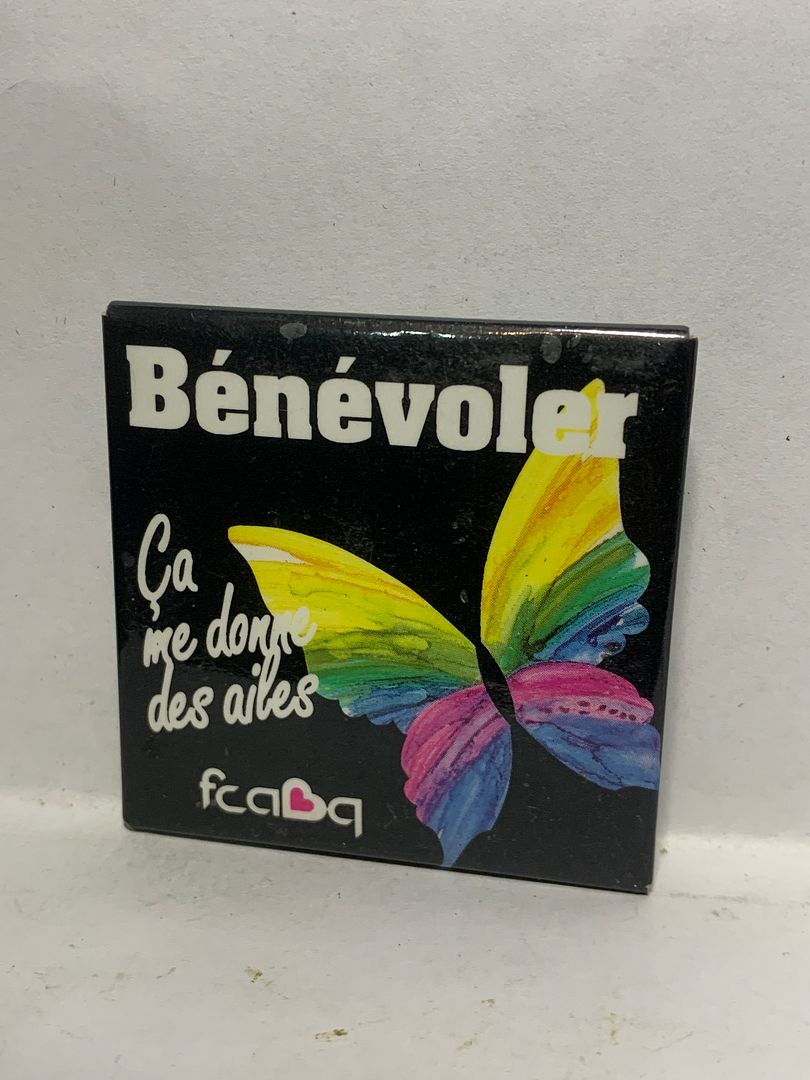 Bénévoler
Ça
me donne
des ailes
fcaBq